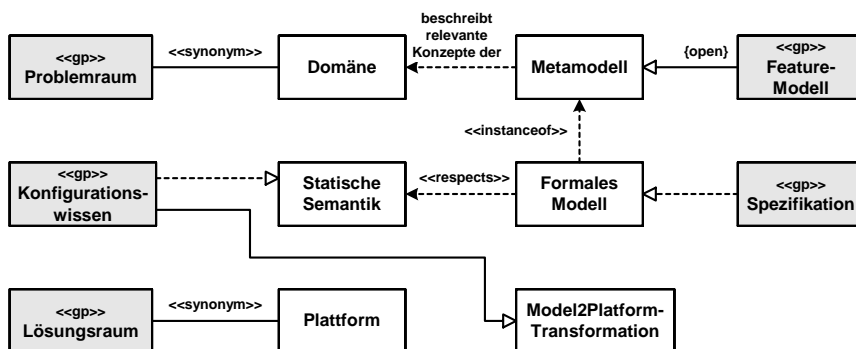 <<gp>>
Problemraum
<<synonym>>
Domäne
beschreibt
relevante
Konzepte der
Metamodell
{open}
<<gp>>
Feature-
Modell
<<instanceof>>
<<gp>>
Konfigurations-
wissen
Statische
Semantik
<<respects>>
Formales
Modell
<<gp>>
Spezifikation
<<gp>>
Lösungsraum
<<synonym>>
Plattform
Model2Platform-
Transformation